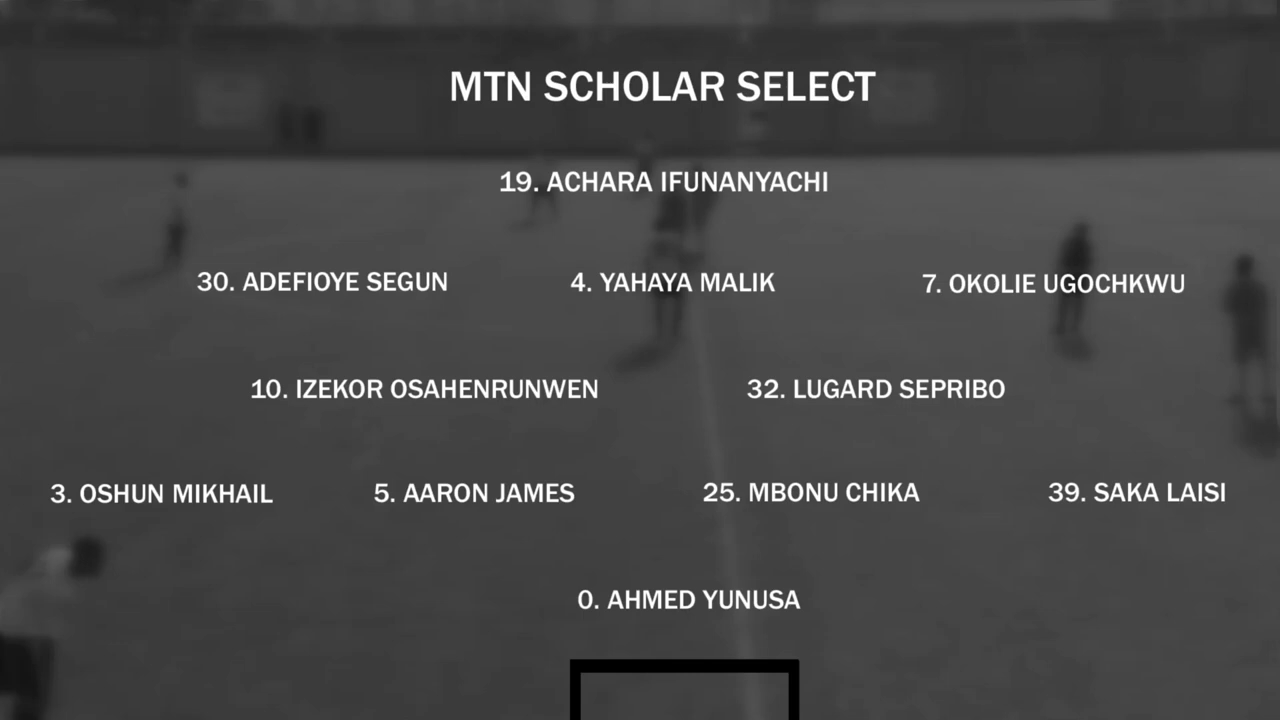 MTN SCHOLAR SELECT
19. ACHARA IFUNANYACHI
30. ADEFIOYE SEGUN 4. YAHAYA MALIK 7. OKOLIE UGOCHKWU
10. IZEKOR OSAHENRUNWEN 32. LUGARD SEPRIBO
3. OSHUN MIKHAIL 5. AARON JAMES 25. MBONU CHIKA 39. SAKA LAISI
0. AHMED YUNUSA